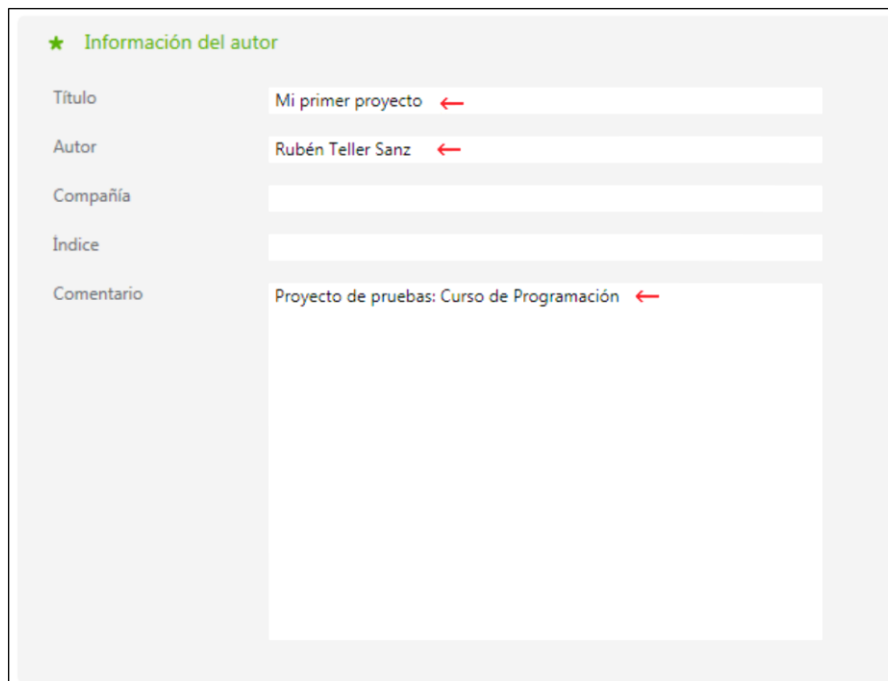 Información del autor
Título
Mi primer proyecto
Autor
Rubén Teller Sanz
Compañía
Índice
Comentario
Proyecto de pruebas: Curso de Programación